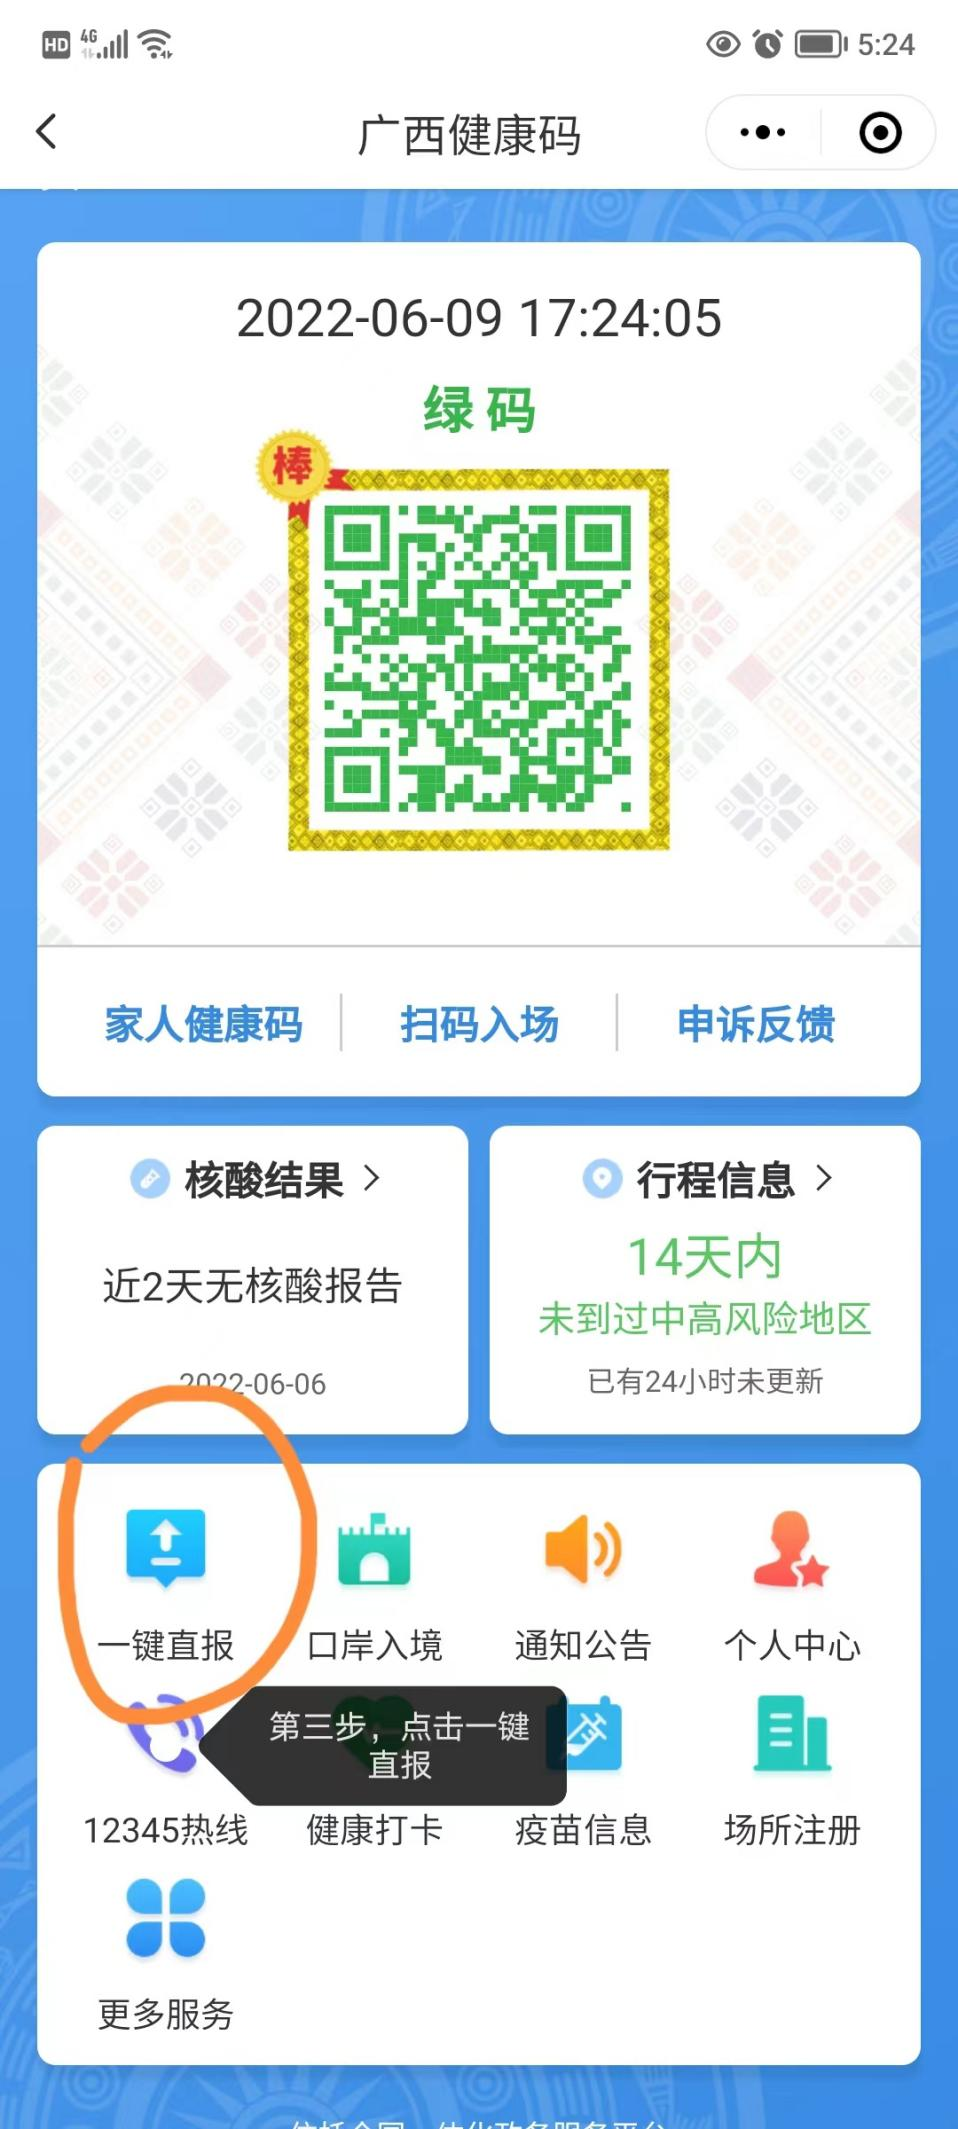 HD 4G 5:24
广西健康码
2022-06-09 17:24:05
绿码
棒
家人健康码
扫码入场
申诉反馈
核酸结果
近2天无核酸报告
2022-06-06
行程信息
14天内
未到过中高风险地区
已有24小时未更新
一键直报
口岸入境
通知公告
个人中心
第三步，点击一键
直报
12345热线
健康打卡
疫苗信息
场所注册
更多服务